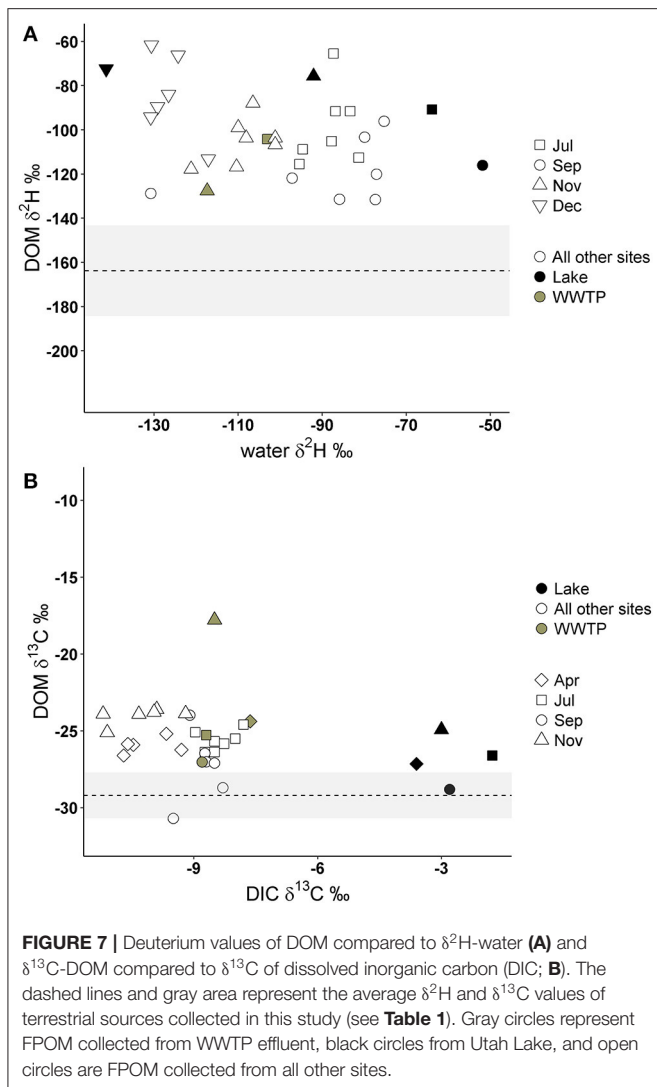 A
-60
-80
-100
-120
-140
-160
-180
-200
DOM δ²H ‰
-130 -110 -90 -70 -50
water δ²H ‰
Jul
Sep
Nov
Dec
All other sites
Lake
WWTP
B
-10
-15
-20
-25
-30
DOM δ¹³C ‰
-9 -6 -3
DIC δ¹³C ‰
Lake
All other sites
WWTP
Apr
Jul
Sep
Nov
FIGURE 7 | Deuterium values of DOM compared to δ²H-water (A) and
δ¹³C-DOM compared to δ¹³C of dissolved inorganic carbon (DIC; B). The
dashed lines and gray area represent the average δ²H and δ¹³C values of
terrestrial sources collected in this study (see Table 1). Gray circles represent
FPOM collected from WWTP effluent, black circles from Utah Lake, and open
circles are FPOM collected from all other sites.